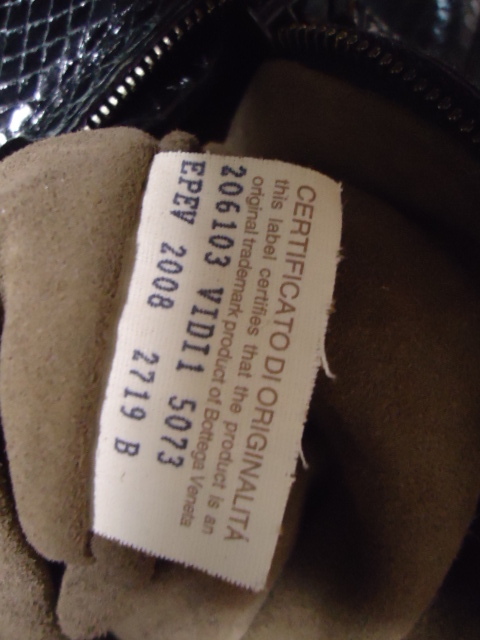 CERTIFICATO DI ORIGINALITÁ
this label certifies that the product is an
original trademark product of Bottega Veneta
206103 VIDI1 5073
EPEV 2008 2719 B